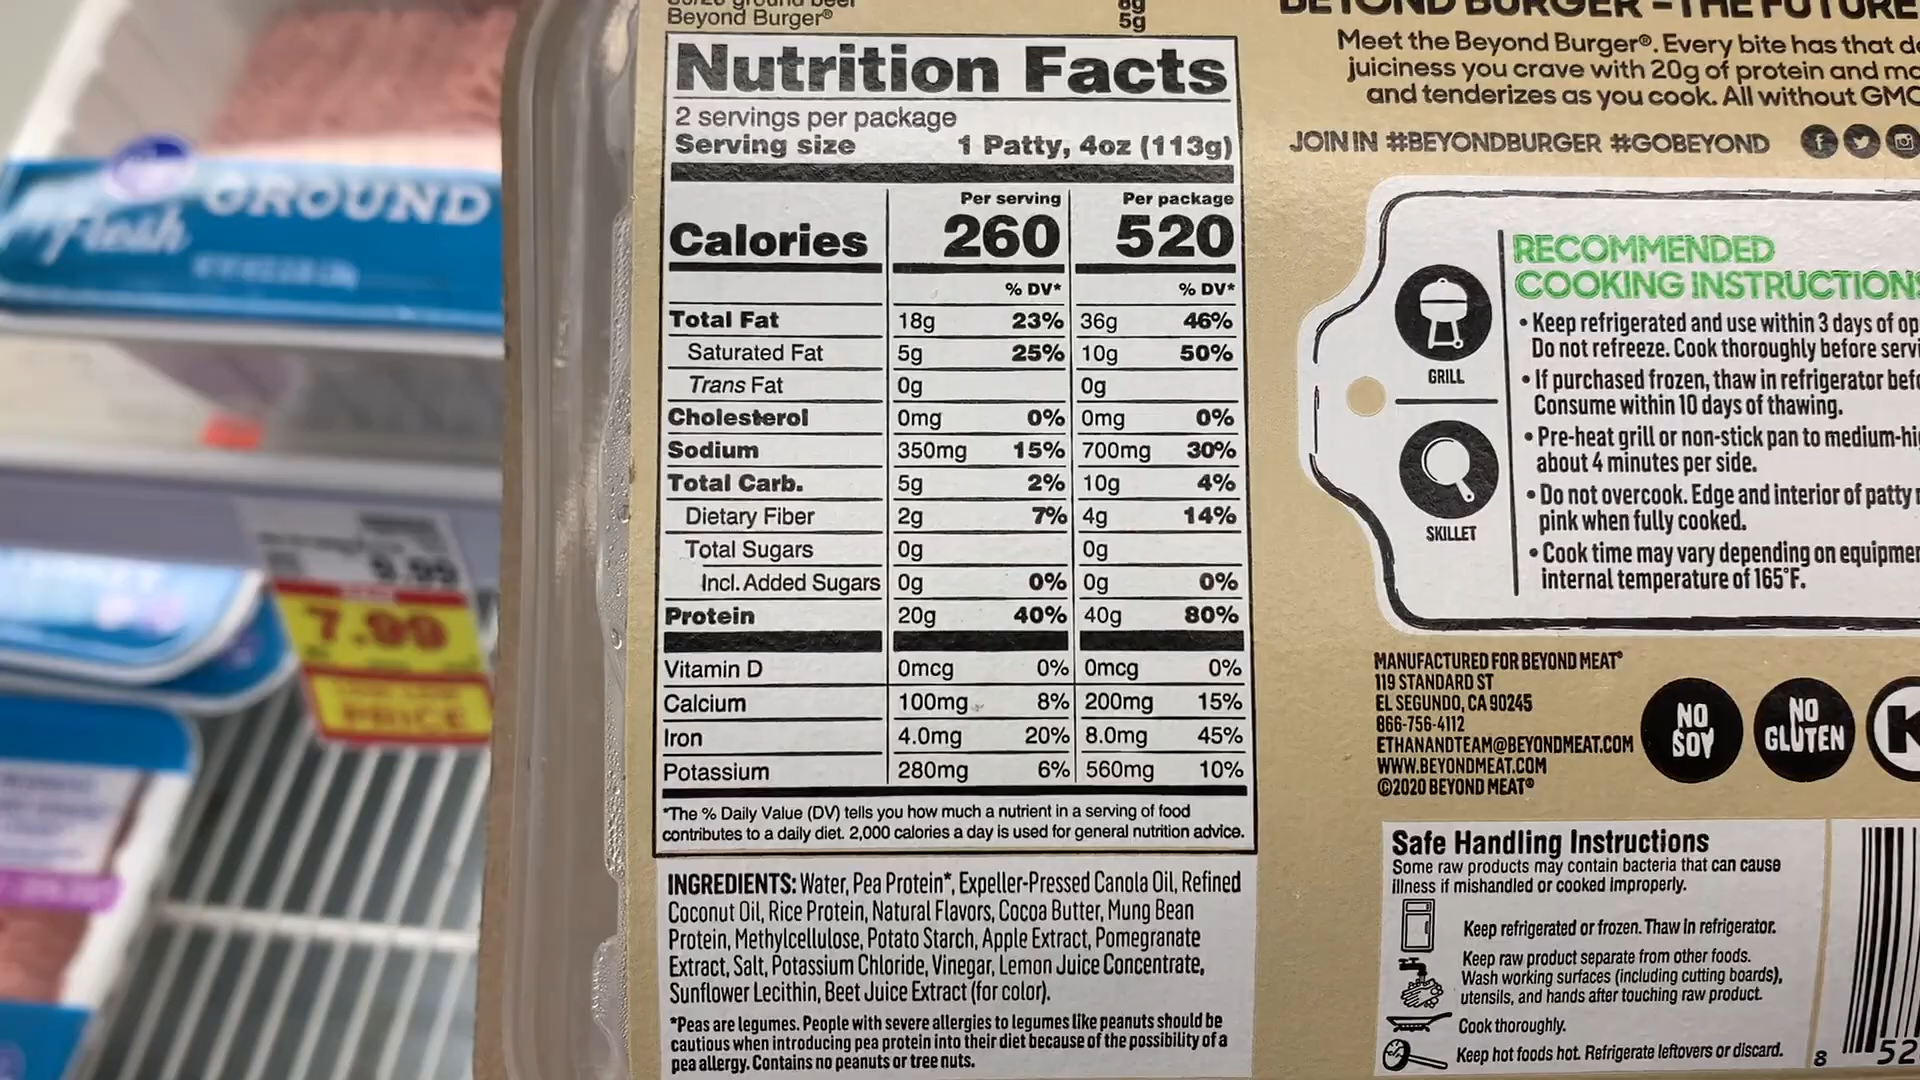 Beyond Burger®
5g
Nutrition Facts
2 servings per package
Serving size 1 Patty, 4oz (113g)
Per serving Per package
Calories 260 520
% DV* % DV*
Total Fat 18g 23% 36g 46%
Saturated Fat 5g 25% 10g 50%
Trans Fat 0g 0g
Cholesterol 0mg 0% 0mg 0%
Sodium 350mg 15% 700mg 30%
Total Carb. 5g 2% 10g 4%
Dietary Fiber 2g 7% 4g 14%
Total Sugars 0g 0g
Incl. Added Sugars 0g 0% 0g 0%
Protein 20g 40% 40g 80%
Vitamin D 0mcg 0% 0mcg 0%
Calcium 100mg 8% 200mg 15%
Iron 4.0mg 20% 8.0mg 45%
Potassium 280mg 6% 560mg 10%
*The % Daily Value (DV) tells you how much a nutrient in a serving of food
contributes to a daily diet. 2,000 calories a day is used for general nutrition advice.
INGREDIENTS: Water, Pea Protein*, Expeller-Pressed Canola Oil, Refined
Coconut Oil, Rice Protein, Natural Flavors, Cocoa Butter, Mung Bean
Protein, Methylcellulose, Potato Starch, Apple Extract, Pomegranate
Extract, Salt, Potassium Chloride, Vinegar, Lemon Juice Concentrate,
Sunflower Lecithin, Beet Juice Extract (for color).
*Peas are legumes. People with severe allergies to legumes like peanuts should be
cautious when introducing pea protein into their diet because of the possibility of a
pea allergy. Contains no peanuts or tree nuts.
BEYOND BURGER - THE FUTURE
Meet the Beyond Burger®. Every bite has that
juiciness you crave with 20g of protein and
and tenderizes as you cook. All without GMO
JOIN IN #BEYONDBURGER #GOBEYOND
RECOMMENDED
COOKING INSTRUCTIONS
GRILL
SKILLET
• Keep refrigerated and use within 3 days of
Do not refreeze. Cook thoroughly before
• If purchased frozen, thaw in refrigerator
Consume within 10 days of thawing.
• Pre-heat grill or non-stick pan to
about 4 minutes per side.
• Do not overcook. Edge and interior of patty
pink when fully cooked.
• Cook time may vary depending on
internal temperature of 165°F.
MANUFACTURED FOR BEYOND MEAT®
119 STANDARD ST
EL SEGUNDO, CA 90245
866-756-4112
ETHANANDTEAM@BEYONDMEAT.COM
WWW.BEYONDMEAT.COM
©2020 BEYOND MEAT®
NO
SOY
NO
GLUTEN
K
Safe Handling Instructions
Some raw products may contain bacteria that can cause
illness if mishandled or cooked improperly.
Keep refrigerated or frozen. Thaw in refrigerator.
Keep raw product separate from other foods.
Wash working surfaces (including cutting boards),
utensils, and hands after touching raw product.
Cook thoroughly.
Keep hot foods hot. Refrigerate leftovers or discard.
8 52
GROUND
Fresh
9.99
7.99
PRICE